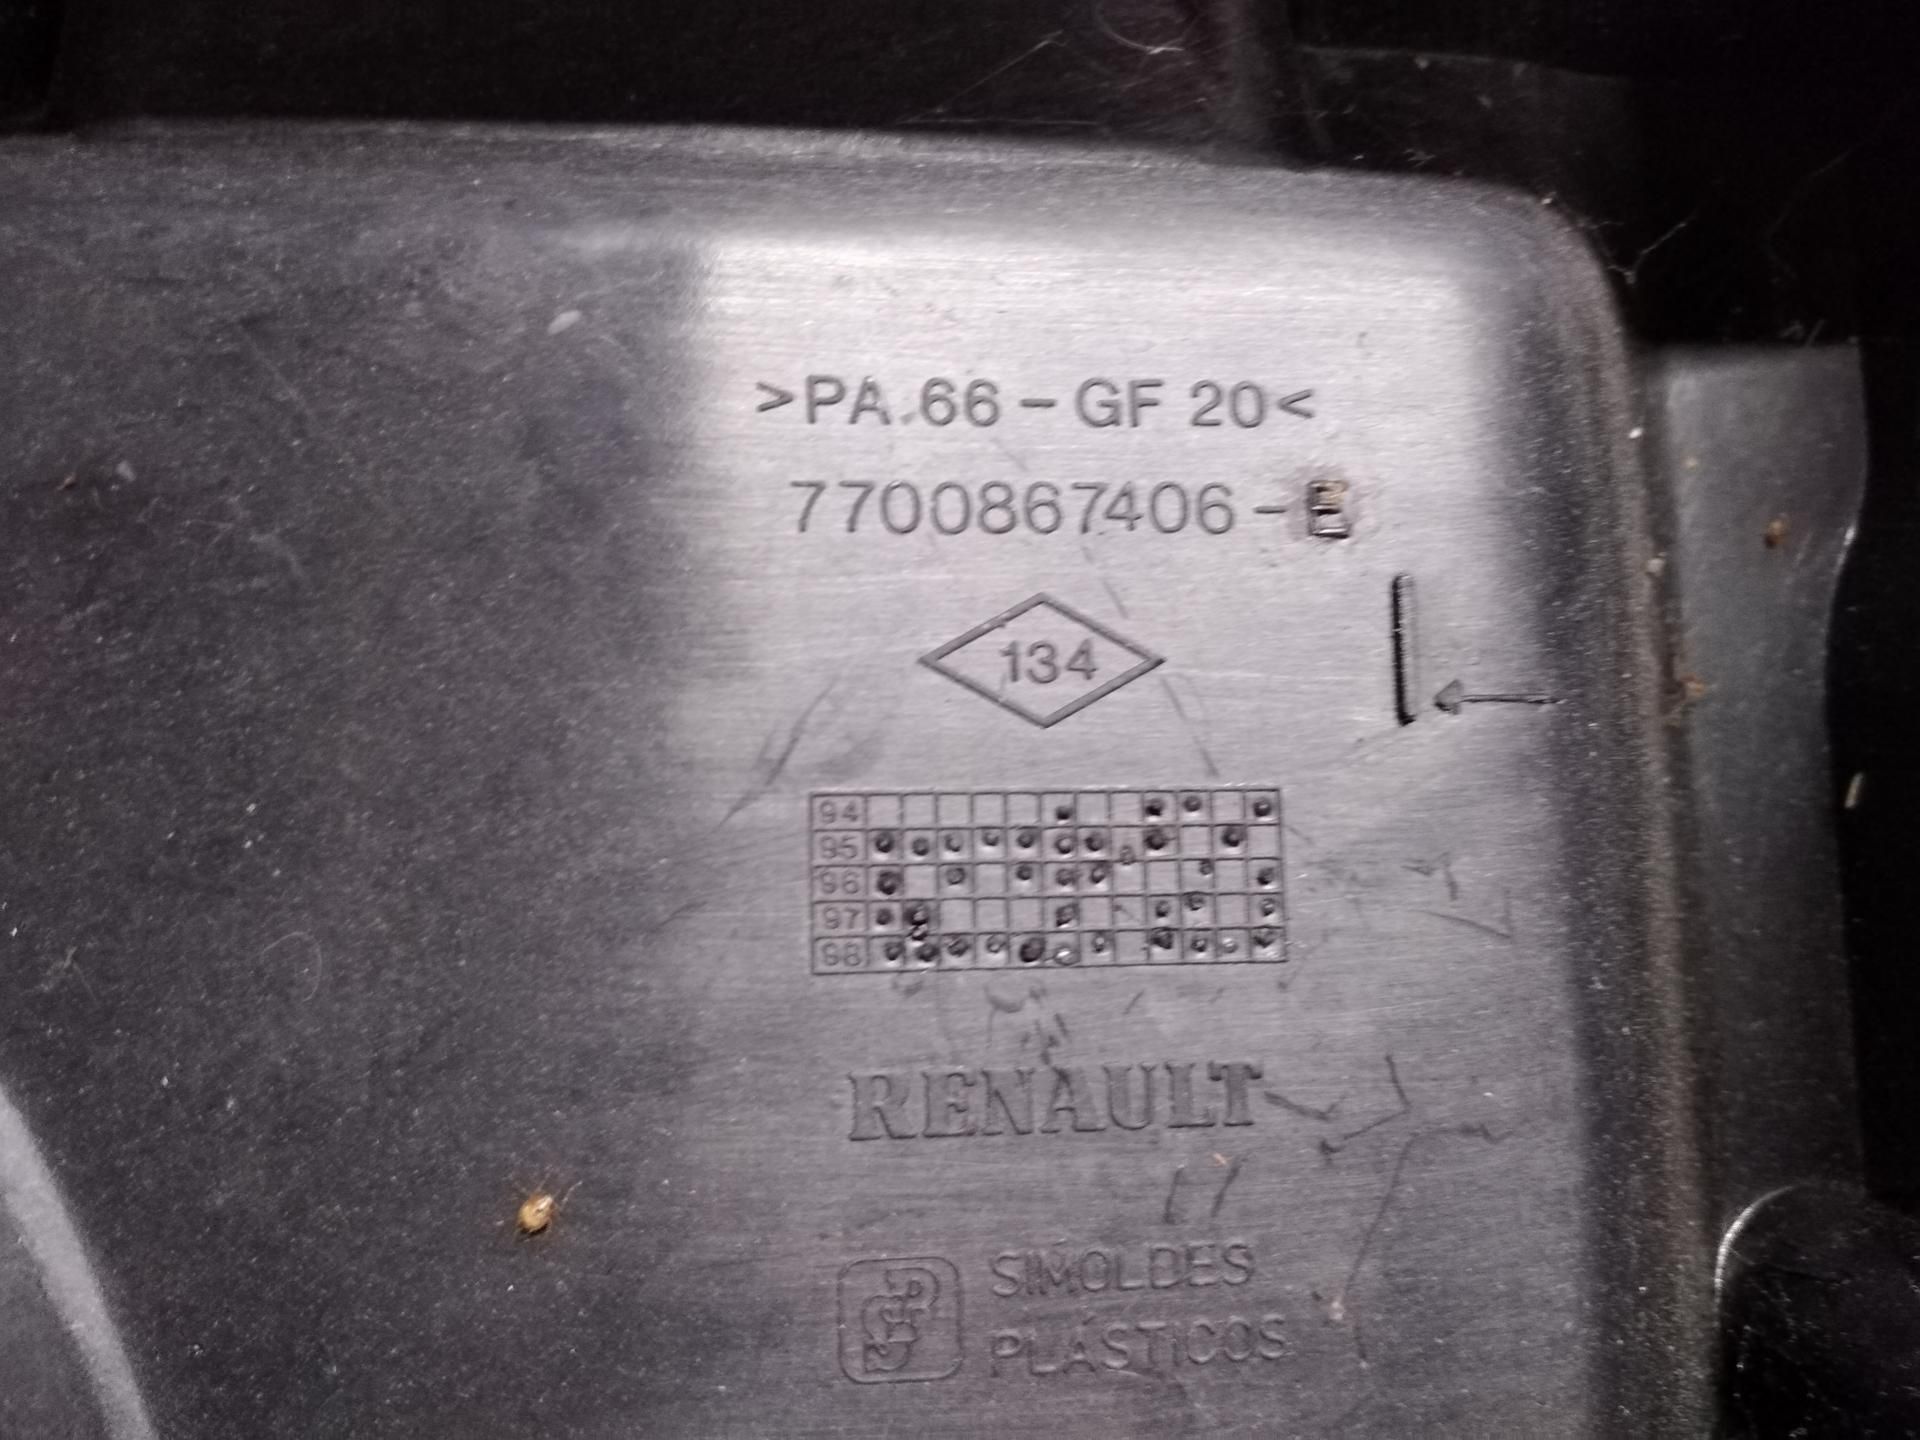 >PA.66-GF 20<
7700867406-
134
94
95
96
97
98
RENAULT
SIMOLDES
PLÁSTICOS